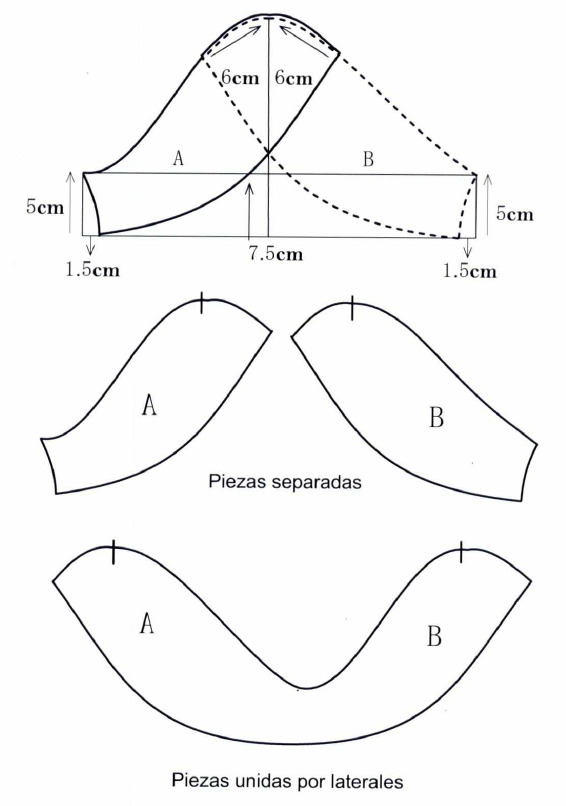 6cm 6cm
A B
5cm 5cm
7.5cm
1.5cm 1.5cm
A B
Piezas separadas
A B
Piezas unidas por laterales